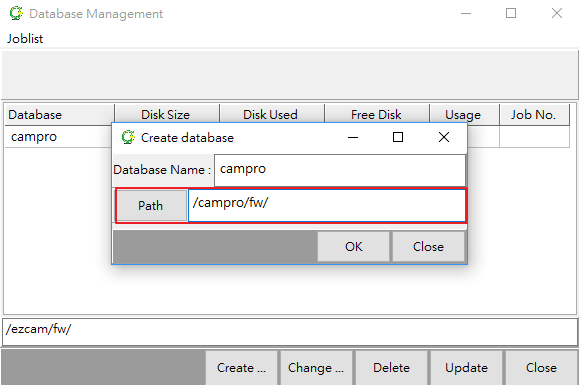 Database Management
Joblist
Database Disk Size Disk Used Free Disk Usage Job No.
campro
Create database
Database Name : campro
Path /campro/fw/
OK Close
/ezcam/fw/
Create ... Change ... Delete Update Close